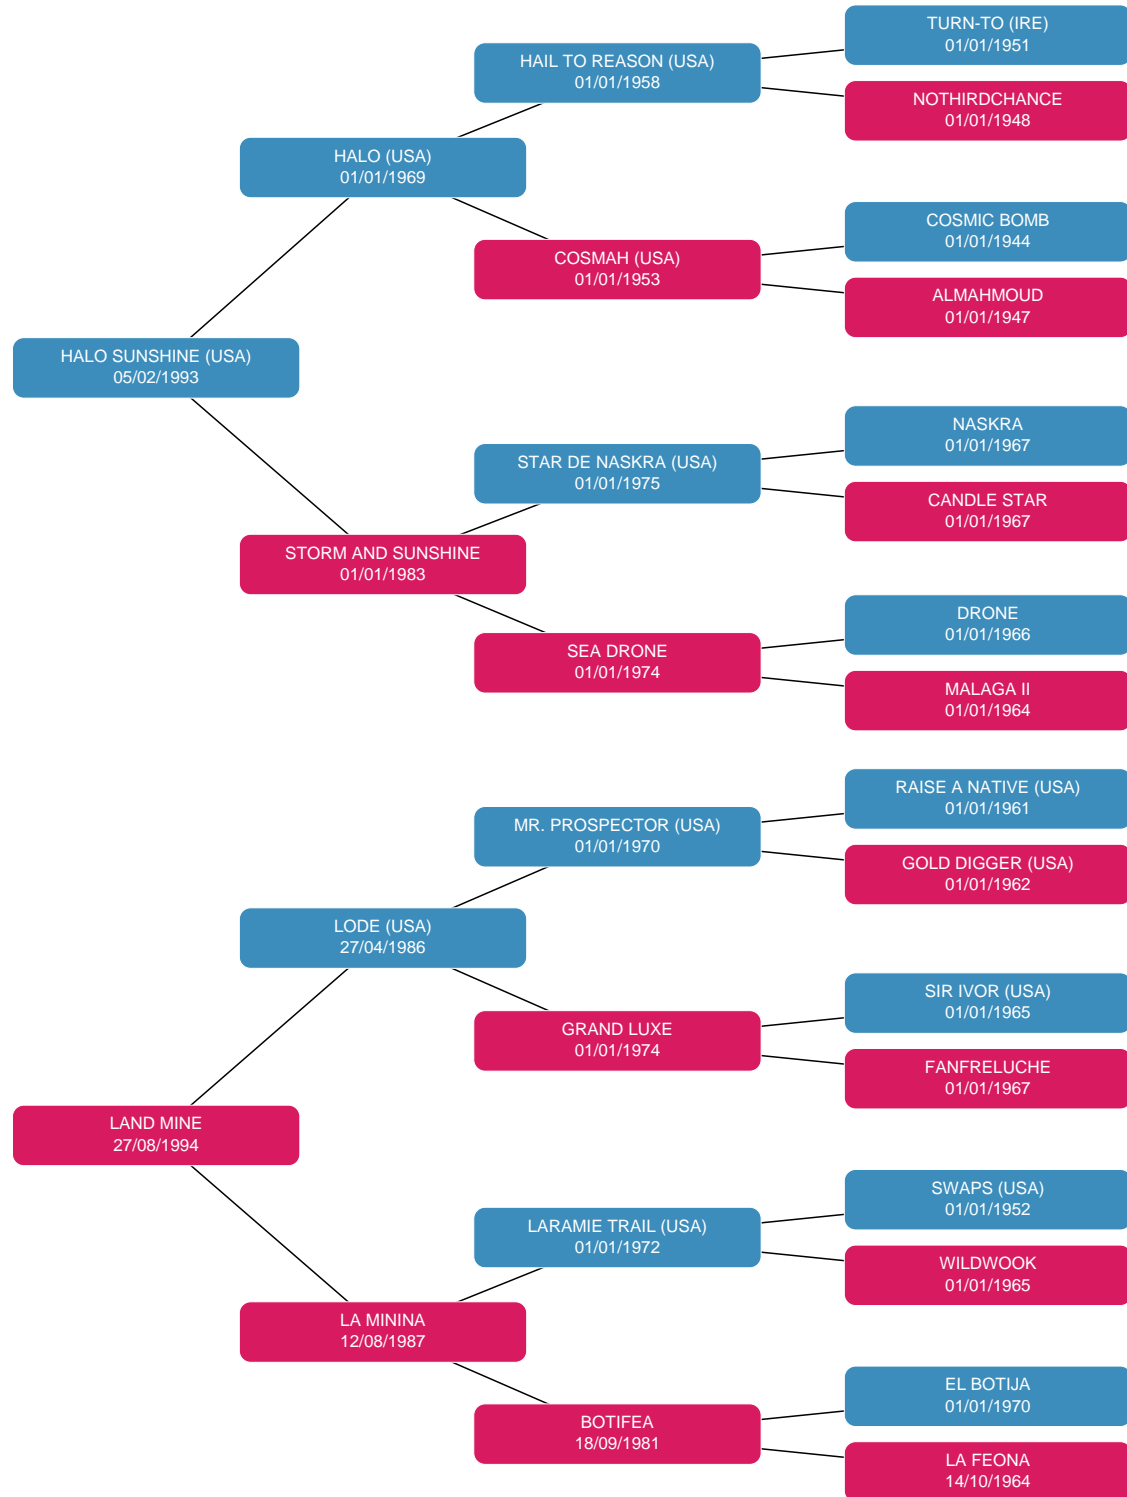 TURN-TO (IRE)
01/01/1951
HAIL TO REASON (USA)
01/01/1958
NOTHIRDCHANCE
01/01/1948
HALO (USA)
01/01/1969
COSMIC BOMB
01/01/1944
COSMAH (USA)
01/01/1953
ALMAHMOUD
01/01/1947
HALO SUNSHINE (USA)
05/02/1993
NASKRA
01/01/1967
STAR DE NASKRA (USA)
01/01/1975
CANDLE STAR
01/01/1967
STORM AND SUNSHINE
01/01/1983
DRONE
01/01/1966
SEA DRONE
01/01/1974
MALAGA II
01/01/1964
RAISE A NATIVE (USA)
01/01/1961
MR. PROSPECTOR (USA)
01/01/1970
GOLD DIGGER (USA)
01/01/1962
LODE (USA)
27/04/1986
SIR IVOR (USA)
01/01/1965
GRAND LUXE
01/01/1974
FANFRELUCHE
01/01/1967
LAND MINE
27/08/1994
SWAPS (USA)
01/01/1952
LARAMIE TRAIL (USA)
01/01/1972
WILDWOOK
01/01/1965
LA MININA
12/08/1987
EL BOTIJA
01/01/1970
BOTIFEA
18/09/1981
LA FEONA
14/10/1964